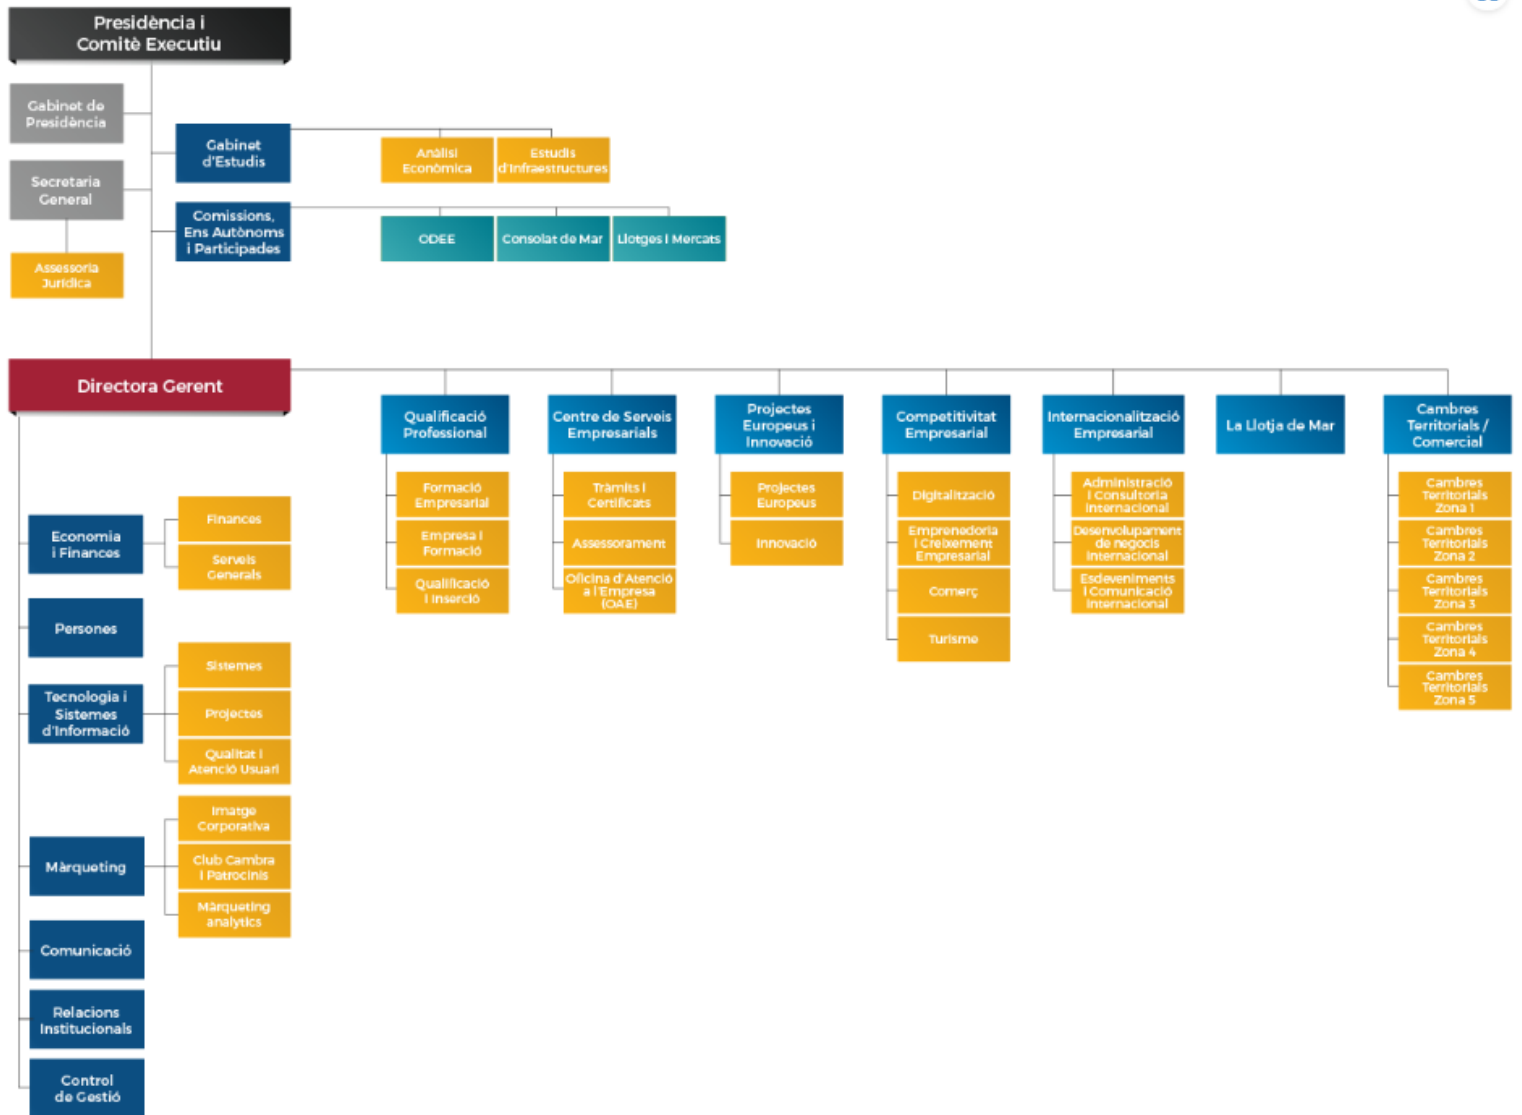 Presidència i
Comitè Executiu
Gabinet de
Presidència
Secretaria
General
Assessoria
Jurídica
Gabinet
d'Estudis
Anàlisi
Econòmica
Estudis
d'Infraestructures
Comissions,
Ens Autònoms
i Participades
ODEE
Consolat de Mar
Llotges i Mercats
Directora Gerent
Economia
i Finances
Finances
Serveis
Generals
Persones
Tecnologia i
Sistemes
d'Informació
Sistemes
Projectes
Qualitat i
Atenció Usuari
Màrqueting
Imatge
Corporativa
Club Cambra
i Patrocinis
Màrqueting
analytics
Comunicació
Relacions
Institucionals
Control
de Gestió
Qualificació
Professional
Formació
Empresarial
Empresa i
Formació
Qualificació
i Inserció
Centre de Serveis
Empresarials
Tràmits i
Certificats
Assessorament
Oficina d'Atenció
a l'Empresa
(OAE)
Projectes
Europeus i
Innovació
Projectes
Europeus
Innovació
Competitivitat
Empresarial
Digitalització
Emprenedoria
i Creixement
Empresarial
Comerç
Turisme
Internacionalització
Empresarial
Administració
i Consultoria
Internacional
Desenvolupament
de negocis
Internacional
Esdeveniments
i Comunicació
Internacional
La Llotja de Mar
Cambres
Territorials /
Comercial
Cambres
Territorials
Zona 1
Cambres
Territorials
Zona 2
Cambres
Territorials
Zona 3
Cambres
Territorials
Zona 4
Cambres
Territorials
Zona 5